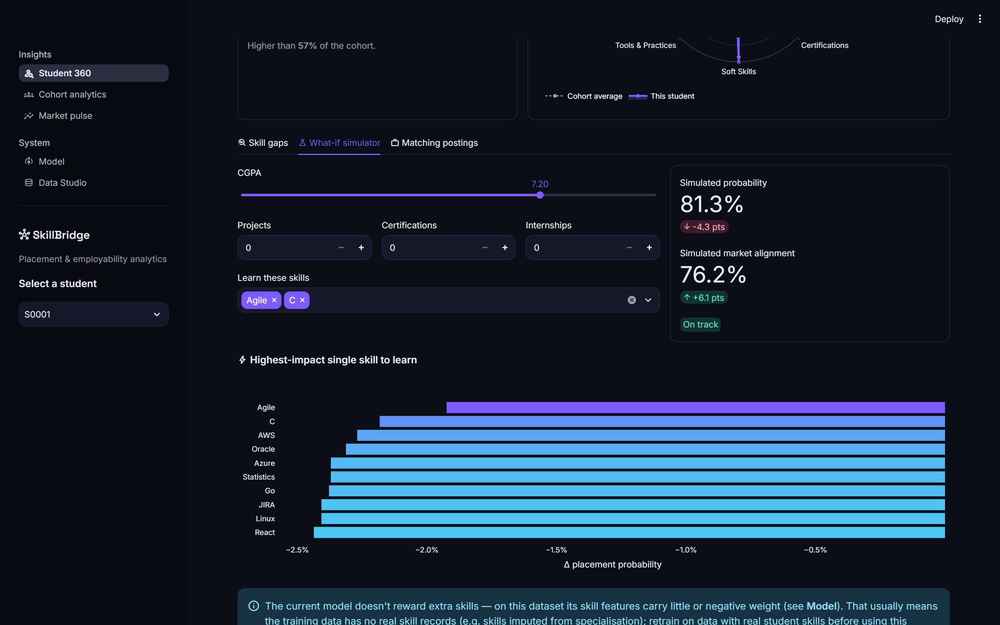 Deploy
Insights
Student 360
Cohort analytics
Market pulse
System
Model
Data Studio
SkillBridge
Placement & employability analytics
Select a student
S0001
Higher than 57% of the cohort.
Tools & Practices
Certifications
Soft Skills
Cohort average
This student
Skill gaps
What-if simulator
Matching postings
CGPA
7.20
Projects
Certifications
Internships
0
0
0
Learn these skills
Agile
C
Simulated probability
81.3%
-4.3 pts
Simulated market alignment
76.2%
+6.1 pts
On track
Highest-impact single skill to learn
Agile
C
AWS
Oracle
Azure
Statistics
Go
JIRA
Linux
React
−2.5%
−2.0%
−1.5%
−1.0%
−0.5%
Δ placement probability
The current model doesn't reward extra skills — on this dataset its skill features carry little or negative weight (see Model). That usually means
the training data has no real skill records (e.g. skills imputed from specialisation); retrain on data with real student skills before using this